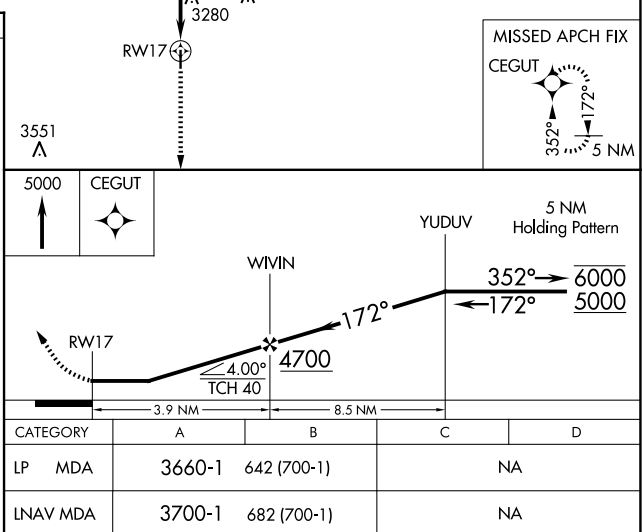 3280
RW17
MISSED APCH FIX
CEGUT
352°
172°
5 NM
3551
5000
CEGUT
5 NM
Holding Pattern
YUDUV
WIVIN
352°
6000
172°
5000
172°
RW17
4700
4.00°
TCH 40
3.9 NM
8.5 NM
CATEGORY A B C D
LP MDA 3660-1 642 (700-1) NA
LNAV MDA 3700-1 682 (700-1) NA